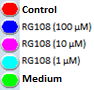 Control
RG108 (100 µM)
RG108 (10 µM)
RG108 (1 µM)
Medium